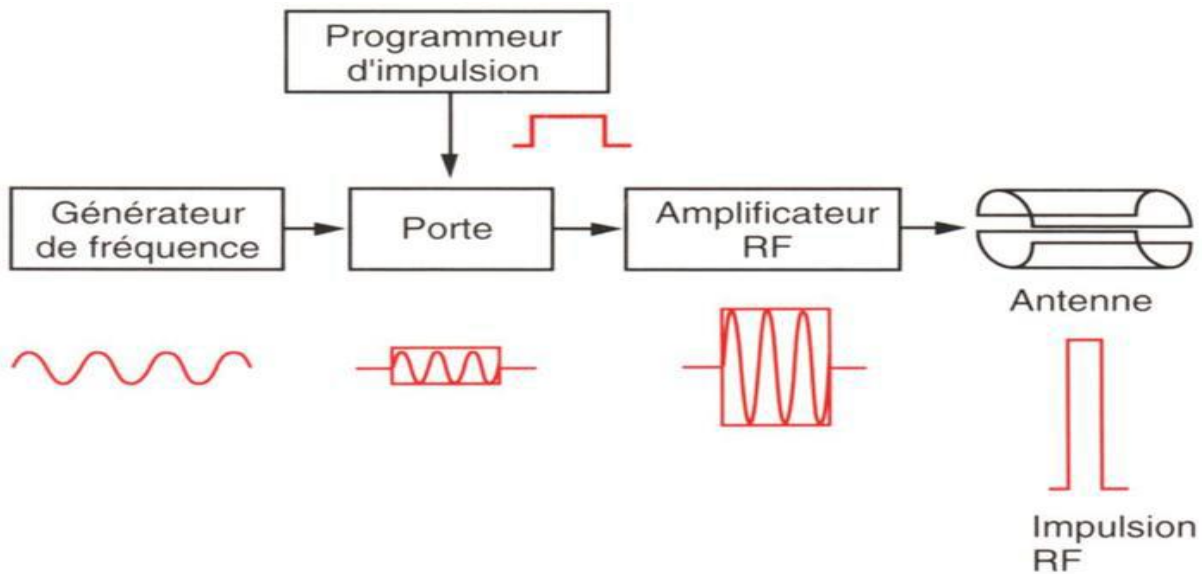 Programmeur
d'impulsion
Générateur
de fréquence
Porte
Amplificateur
RF
Antenne
Impulsion
RF